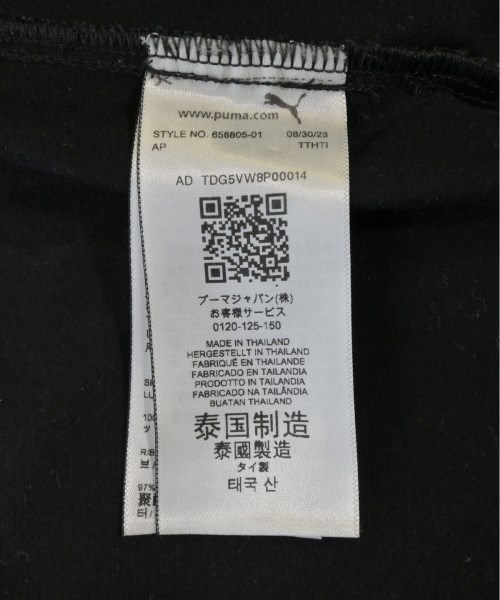 www.puma.com
STYLE NO. 656805-01 08/30/23
AP TTHTI
AD TDG5VW8P00014
プーマジャパン(株)
お客様サービス
0120-125-150
MADE IN THAILAND
HERGESTELLT IN THAILAND
FABRIQUÉ EN THAILANDE
FABRICADO EN TAILANDIA
PRODOTTO IN TAILANDIA
FABRICADO NA TAILÂNDIA
BUATAN THAILAND
泰国制造
泰國製造
タイ製
태국 산
97%